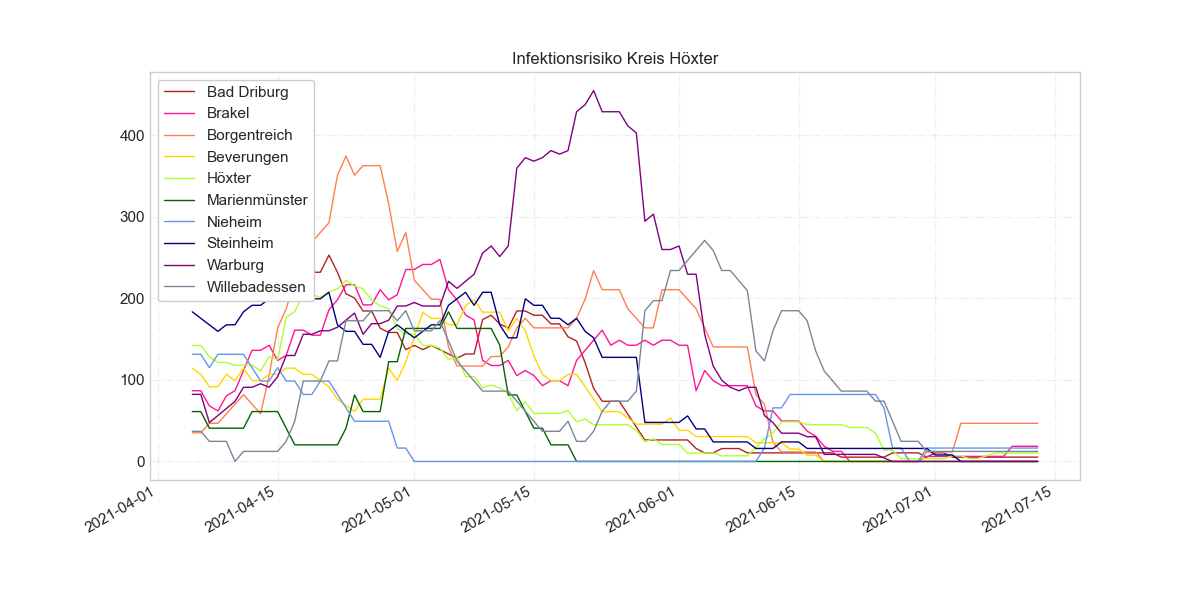 Infektionsrisiko Kreis Höxter
Bad Driburg
Brakel
Borgentreich
Beverungen
Höxter
Marienmünster
Nieheim
Steinheim
Warburg
Willebadessen
400
300
200
100
0
2021-04-01
2021-04-15
2021-05-01
2021-05-15
2021-06-01
2021-06-15
2021-07-01
2021-07-15